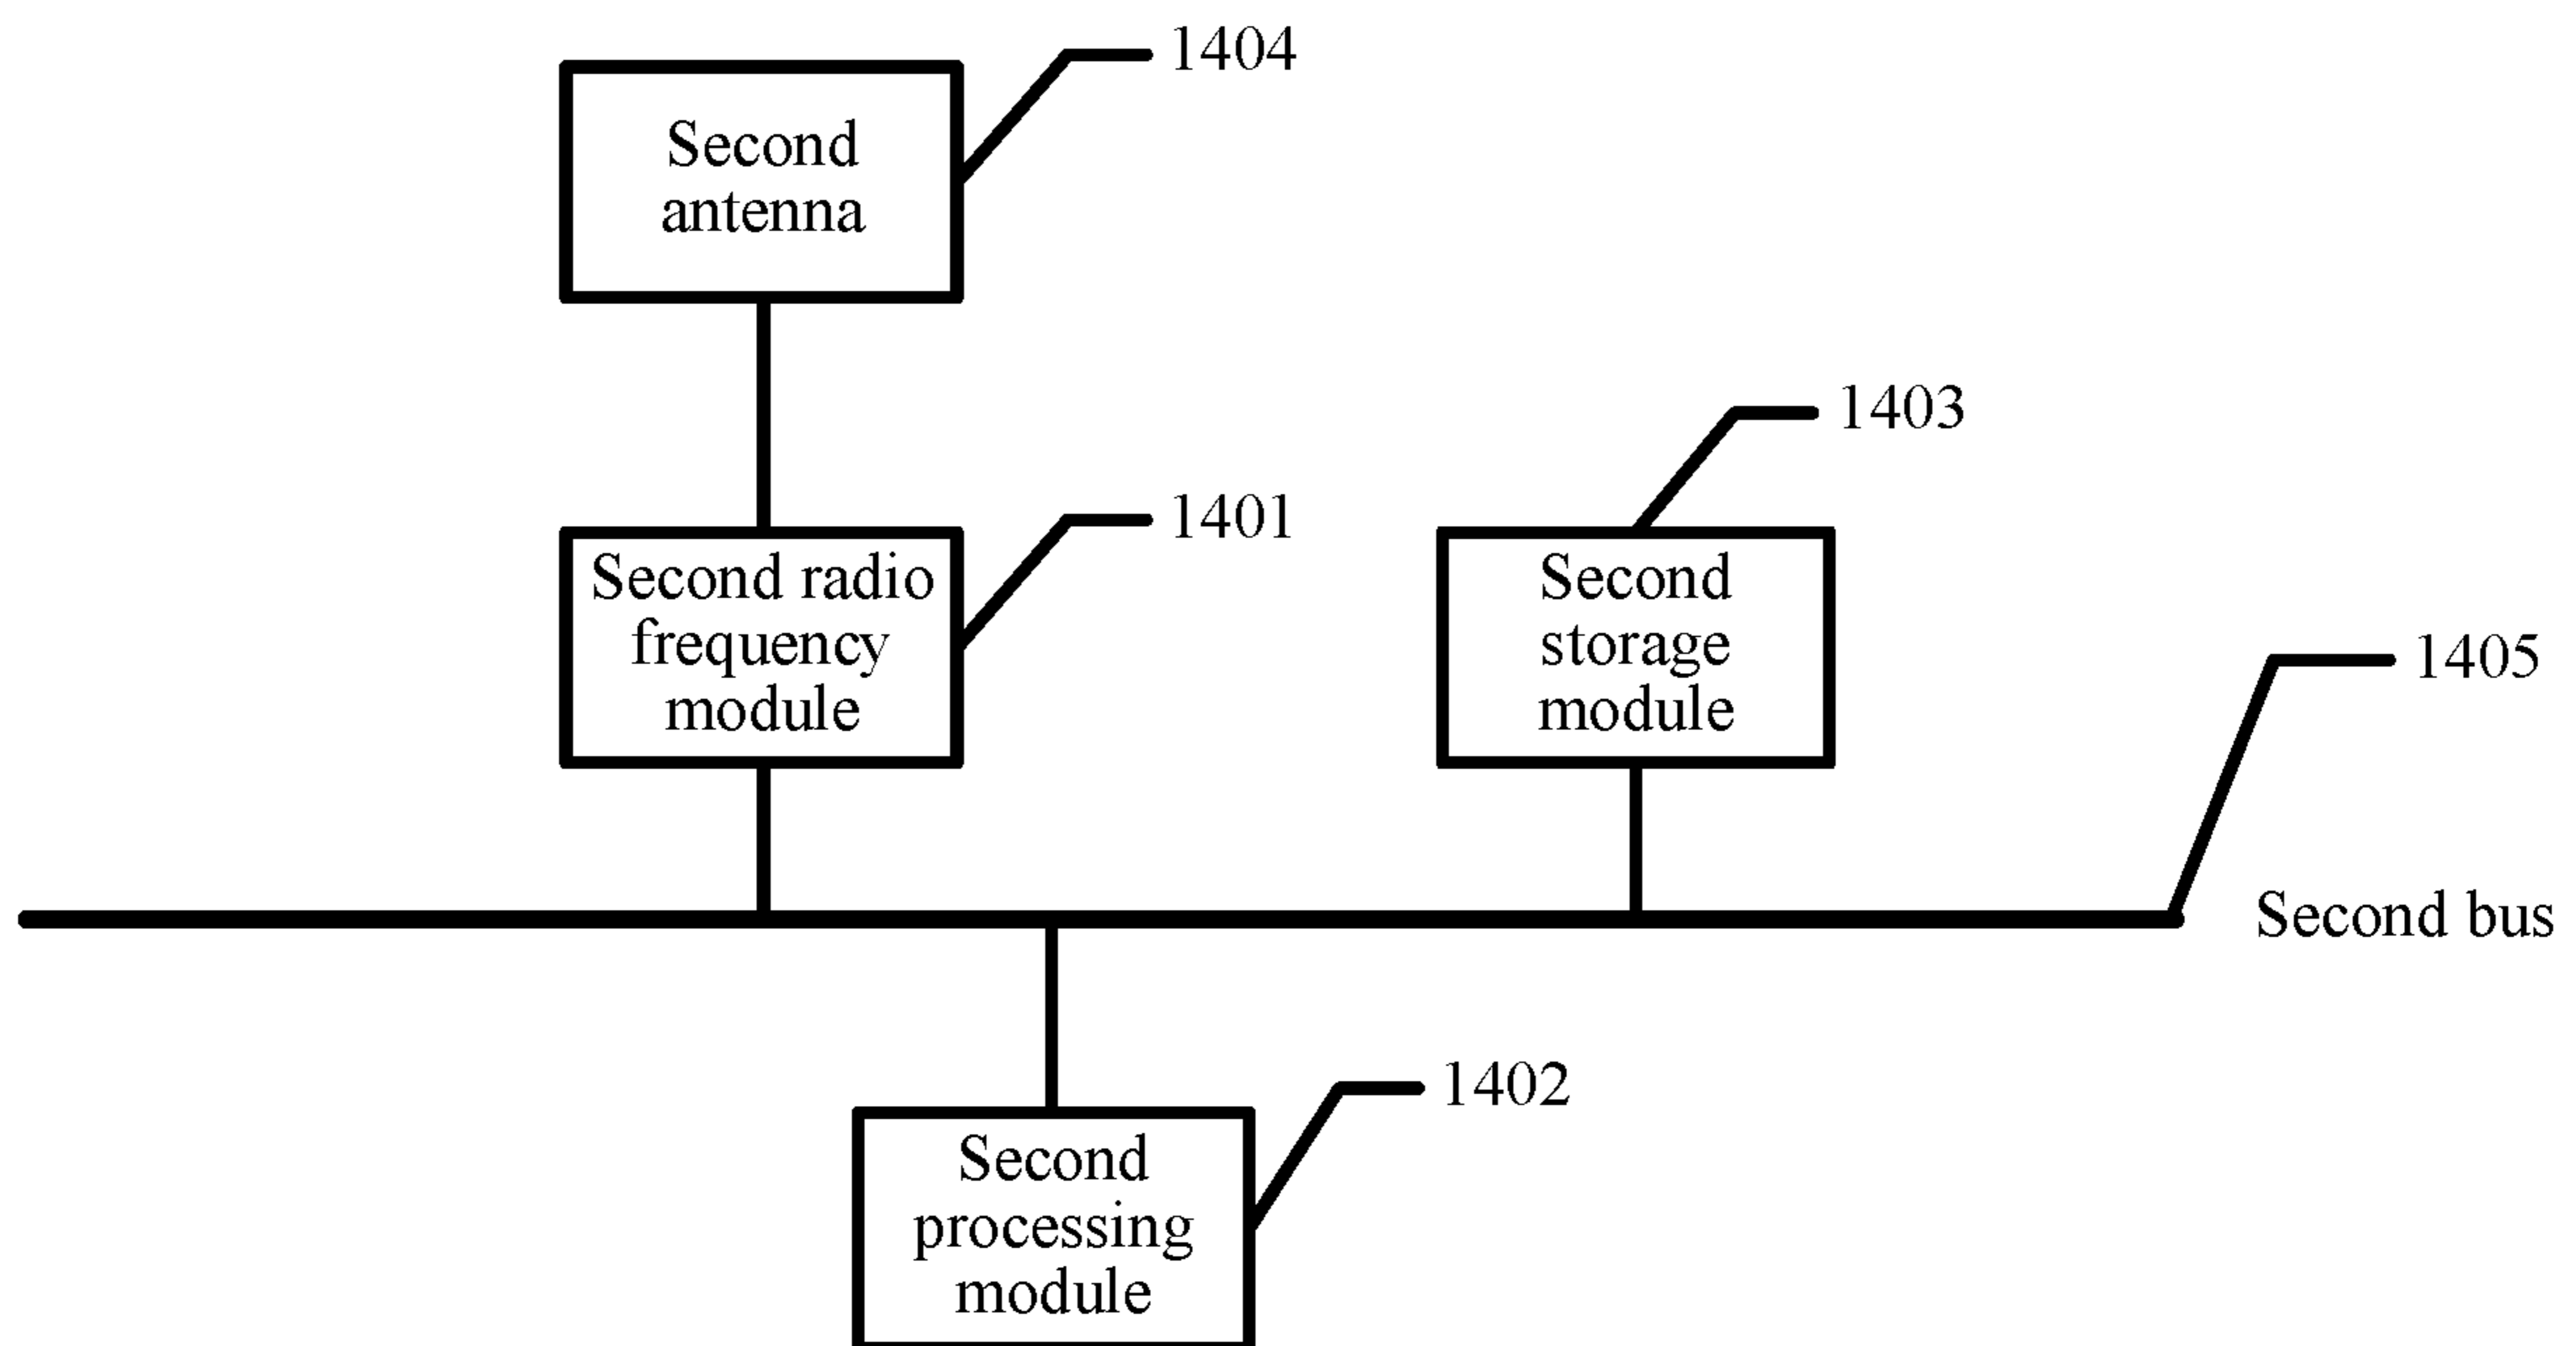 1404
Second
antenna
1403
1401
Second radio
frequency
module
Second
storage
module
1405
Second bus
1402
Second
processing
module